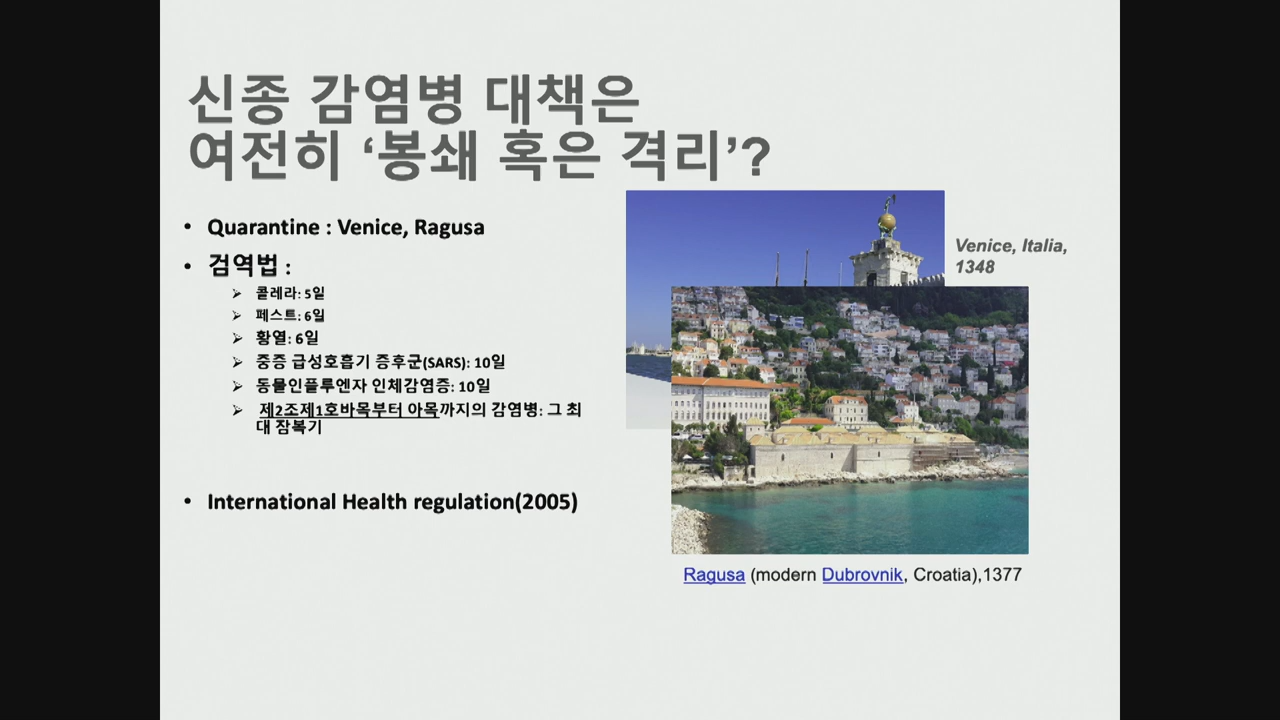 신종 감염병 대책은
여전히 ‘봉쇄 혹은 격리’?
• Quarantine : Venice, Ragusa
• 검역법 :
➢ 콜레라: 5일
➢ 페스트: 6일
➢ 황열: 6일
➢ 중증 급성호흡기 증후군(SARS): 10일
➢ 동물인플루엔자 인체감염증: 10일
➢ 제2조제1호바목부터 아목까지의 감염병: 그 최
대 잠복기
• International Health regulation(2005)
Venice, Italia,
1348
Ragusa (modern Dubrovnik, Croatia),1377